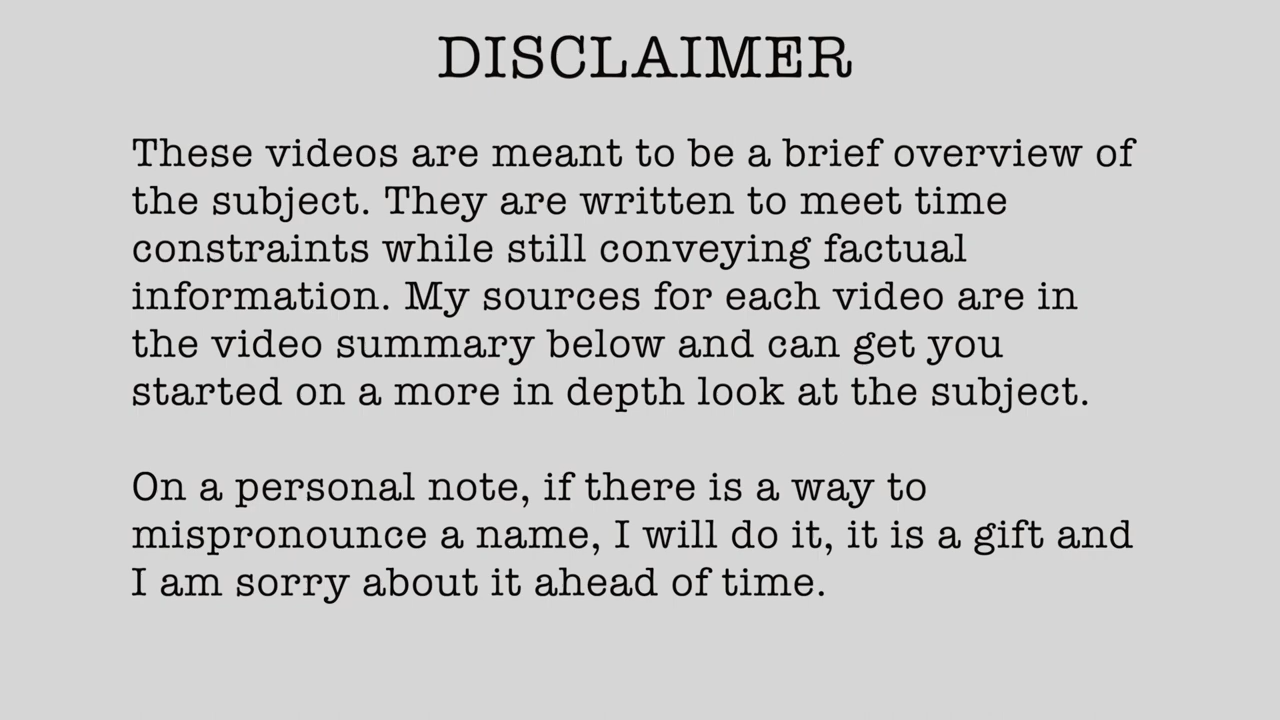 DISCLAIMER
These videos are meant to be a brief overview of
the subject. They are written to meet time
constraints while still conveying factual
information. My sources for each video are in
the video summary below and can get you
started on a more in depth look at the subject.
On a personal note, if there is a way to
mispronounce a name, I will do it, it is a gift and
I am sorry about it ahead of time.